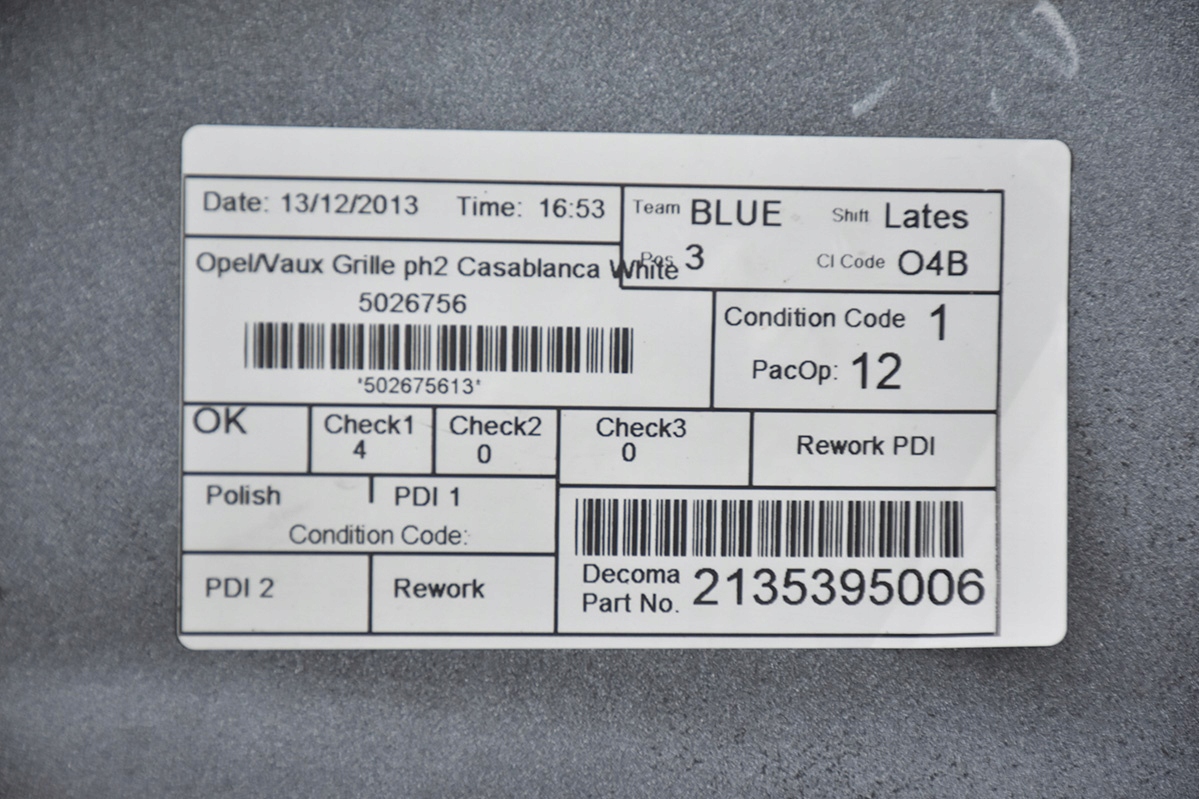 Date: 13/12/2013 Time: 16:53
Team BLUE Shift Lates
Pos 3 CI Code O4B
Opel/Vaux Grille ph2 Casablanca White
5026756
'502675613'
Condition Code 1
PacOp: 12
OK
Check1
4
Check2
0
Check3
0
Rework PDI
Polish PDI 1
Condition Code:
PDI 2
Rework
Decoma
Part No. 2135395006